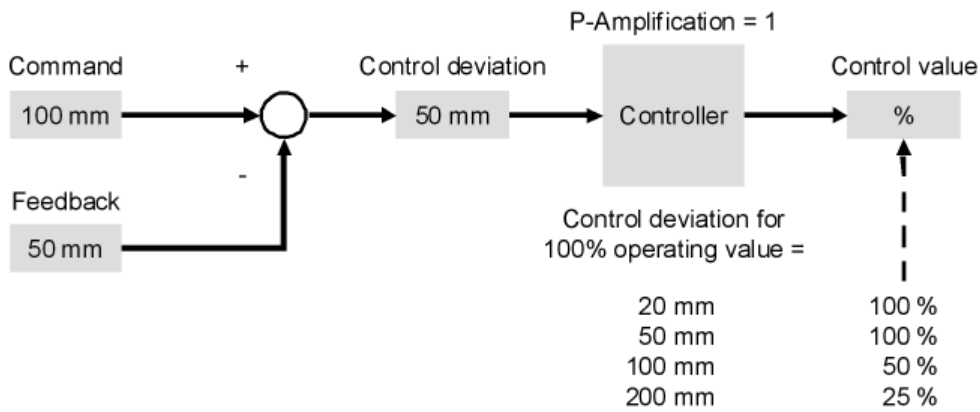 P-Amplification = 1
Command
+
Control deviation
Control value
100 mm
50 mm
Controller
%
-
Feedback
50 mm
Control deviation for
100% operating value =
20 mm 100 %
50 mm 100 %
100 mm 50 %
200 mm 25 %